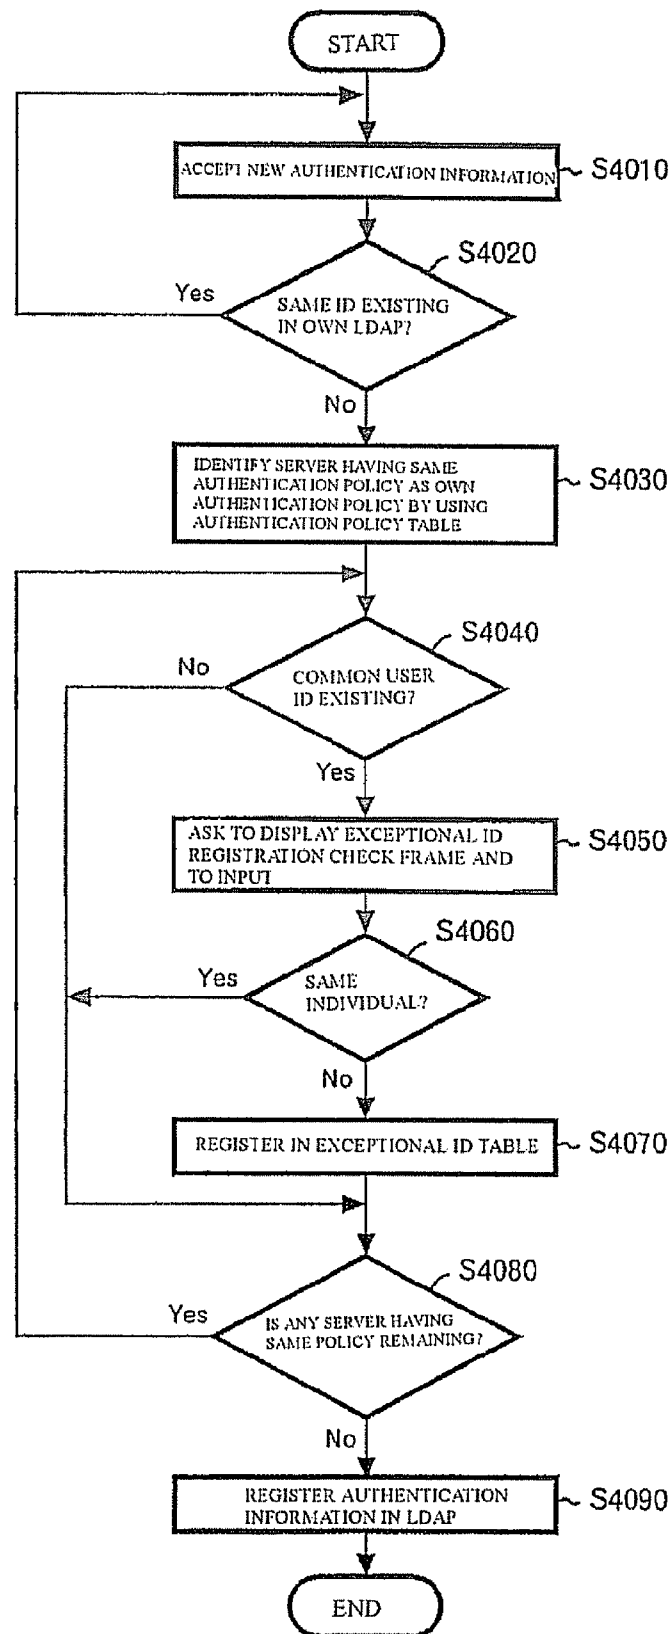 START
ACCEPT NEW AUTHENTICATION INFORMATION
S4010
S4020
Yes
SAME ID EXISTING
IN OWN LDAP?
No
IDENTIFY SERVER HAVING SAME
AUTHENTICATION POLICY AS OWN
AUTHENTICATION POLICY BY USING
AUTHENTICATION POLICY TABLE
S4030
S4040
No
COMMON USER
ID EXISTING?
Yes
ASK TO DISPLAY EXCEPTIONAL ID
REGISTRATION CHECK FRAME AND
TO INPUT
S4050
S4060
Yes
SAME
INDIVIDUAL?
No
REGISTER IN EXCEPTIONAL ID TABLE
S4070
S4080
Yes
IS ANY SERVER HAVING
SAME POLICY REMAINING?
No
REGISTER AUTHENTICATION
INFORMATION IN LDAP
S4090
END